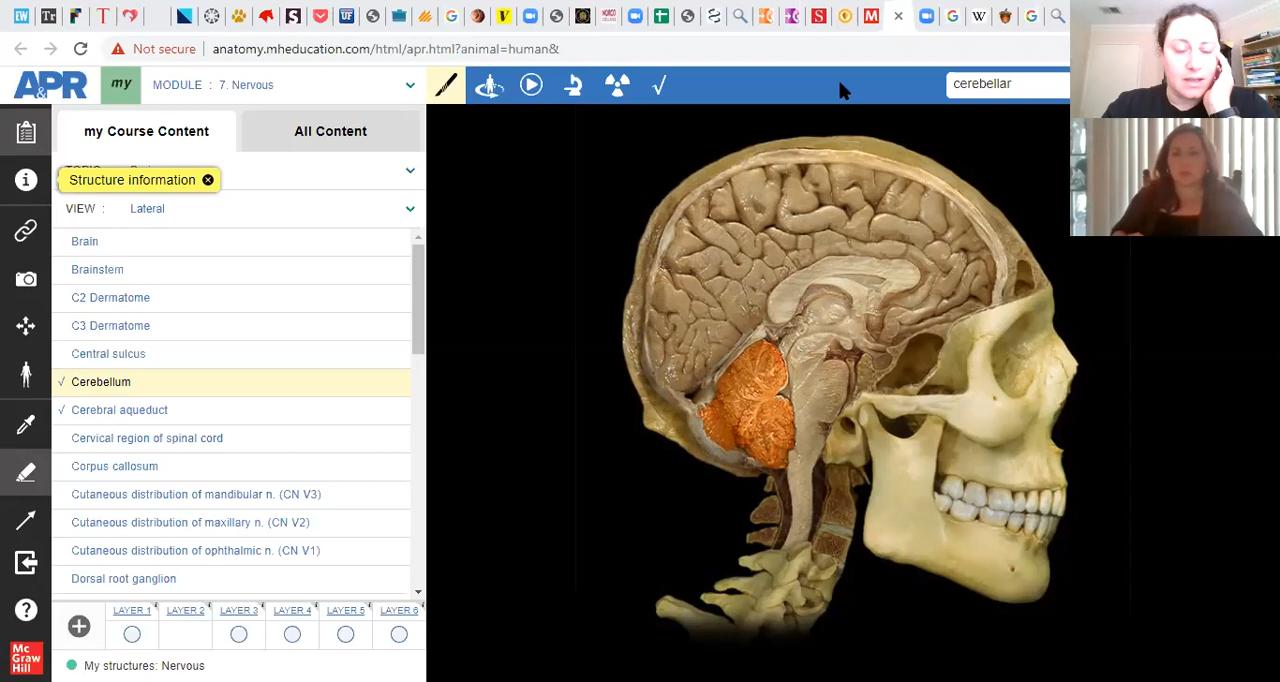 EW Tr F T S UF G V G W G
Not secure anatomy.mheducation.com/html/apr.html?animal=human&
A&PR my MODULE : 7. Nervous cerebellar
my Course Content All Content
Structure information
VIEW : Lateral
Brain
Brainstem
C2 Dermatome
C3 Dermatome
Central sulcus
√ Cerebellum
√ Cerebral aqueduct
Cervical region of spinal cord
Corpus callosum
Cutaneous distribution of mandibular n. (CN V3)
Cutaneous distribution of maxillary n. (CN V2)
Cutaneous distribution of ophthalmic n. (CN V1)
Dorsal root ganglion
LAYER 1 LAYER 2 LAYER 3 LAYER 4 LAYER 5 LAYER 6
Mc
Graw
Hill
My structures: Nervous